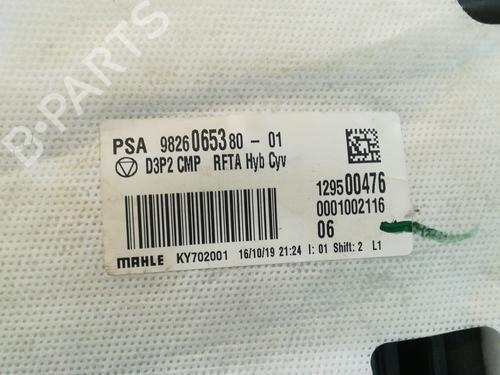 B-PARTS
PSA 9826065380-01
D3P2 CMP RFTA Hyb Cyv
129500476
0001002116
06
MAHLE KY702001 16/10/19 21:24 I: 01 Shift: 2 L1